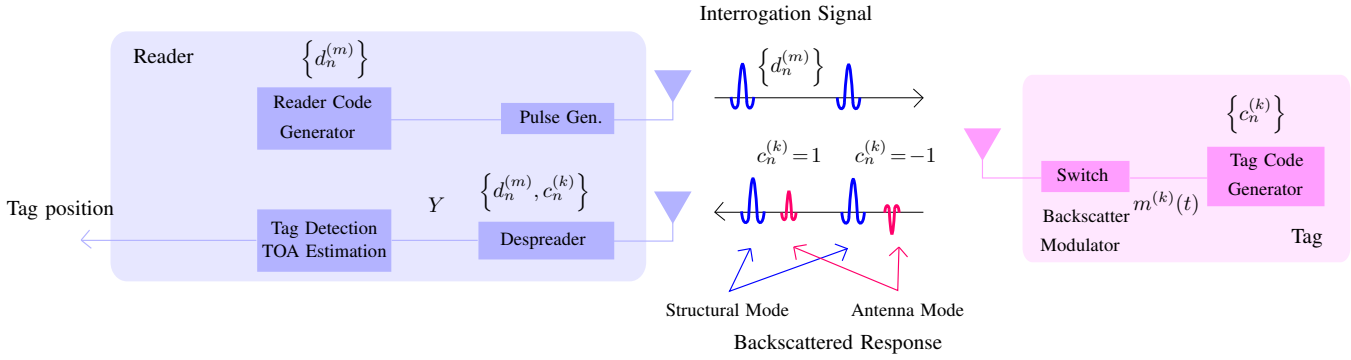 Interrogation Signal
Reader
{d_n^{(m)}}
Reader Code
Generator
Pulse Gen.
{d_n^{(m)}}
c_n^{(k)}=1
c_n^{(k)}=−1
{c_n^{(k)}}
Switch
Tag Code
Generator
m^{(k)}(t)
Backscatter
Modulator
Tag
Tag position
Tag Detection
TOA Estimation
Y
{d_n^{(m)}, c_n^{(k)}}
Despreader
Structural Mode
Antenna Mode
Backscattered Response